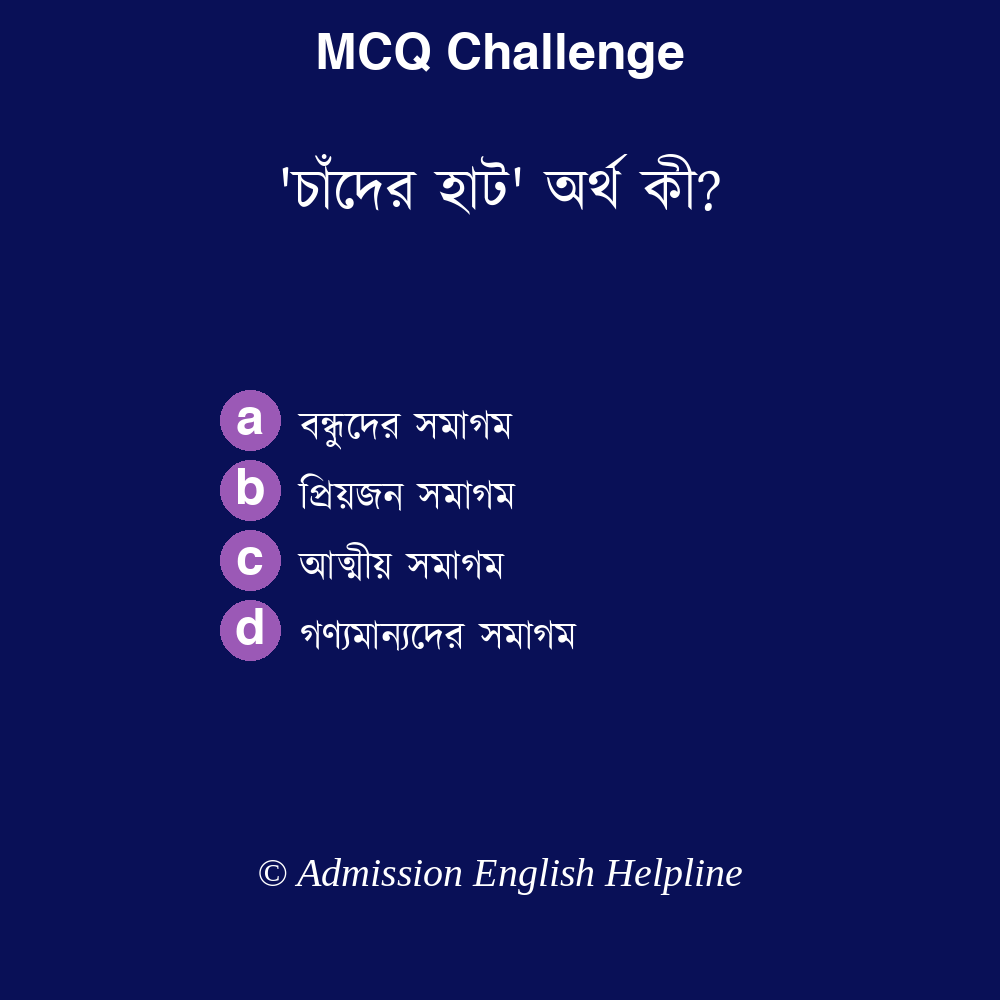 MCQ Challenge
'চাঁদের হাট' অর্থ কী?
a বন্ধুদের সমাগম
b প্রিয়জন সমাগম
c আত্মীয় সমাগম
d গণ্যমান্যদের সমাগম
© Admission English Helpline